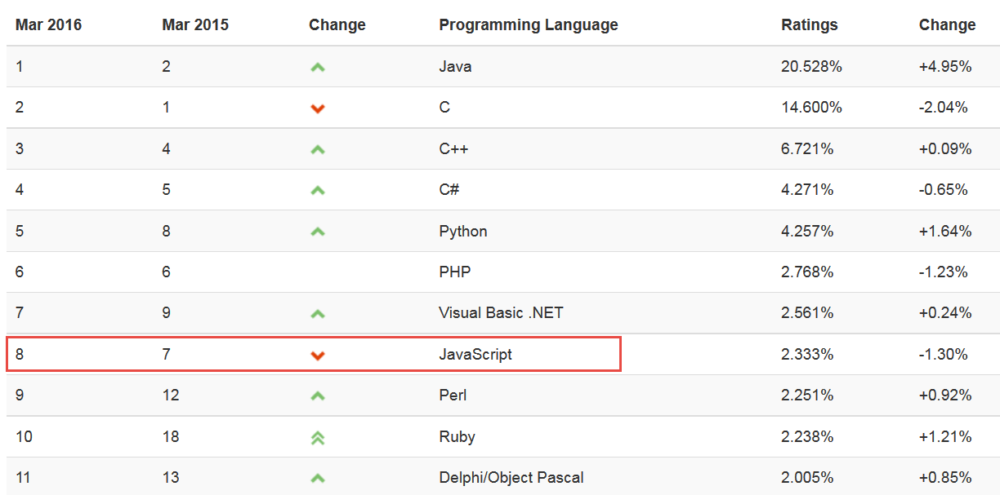 Mar 2016 Mar 2015 Change Programming Language Ratings Change
1 2 Java 20.528% +4.95%
2 1 C 14.600% -2.04%
3 4 C++ 6.721% +0.09%
4 5 C# 4.271% -0.65%
5 8 Python 4.257% +1.64%
6 6 PHP 2.768% -1.23%
7 9 Visual Basic .NET 2.561% +0.24%
8 7 JavaScript 2.333% -1.30%
9 12 Perl 2.251% +0.92%
10 18 Ruby 2.238% +1.21%
11 13 Delphi/Object Pascal 2.005% +0.85%